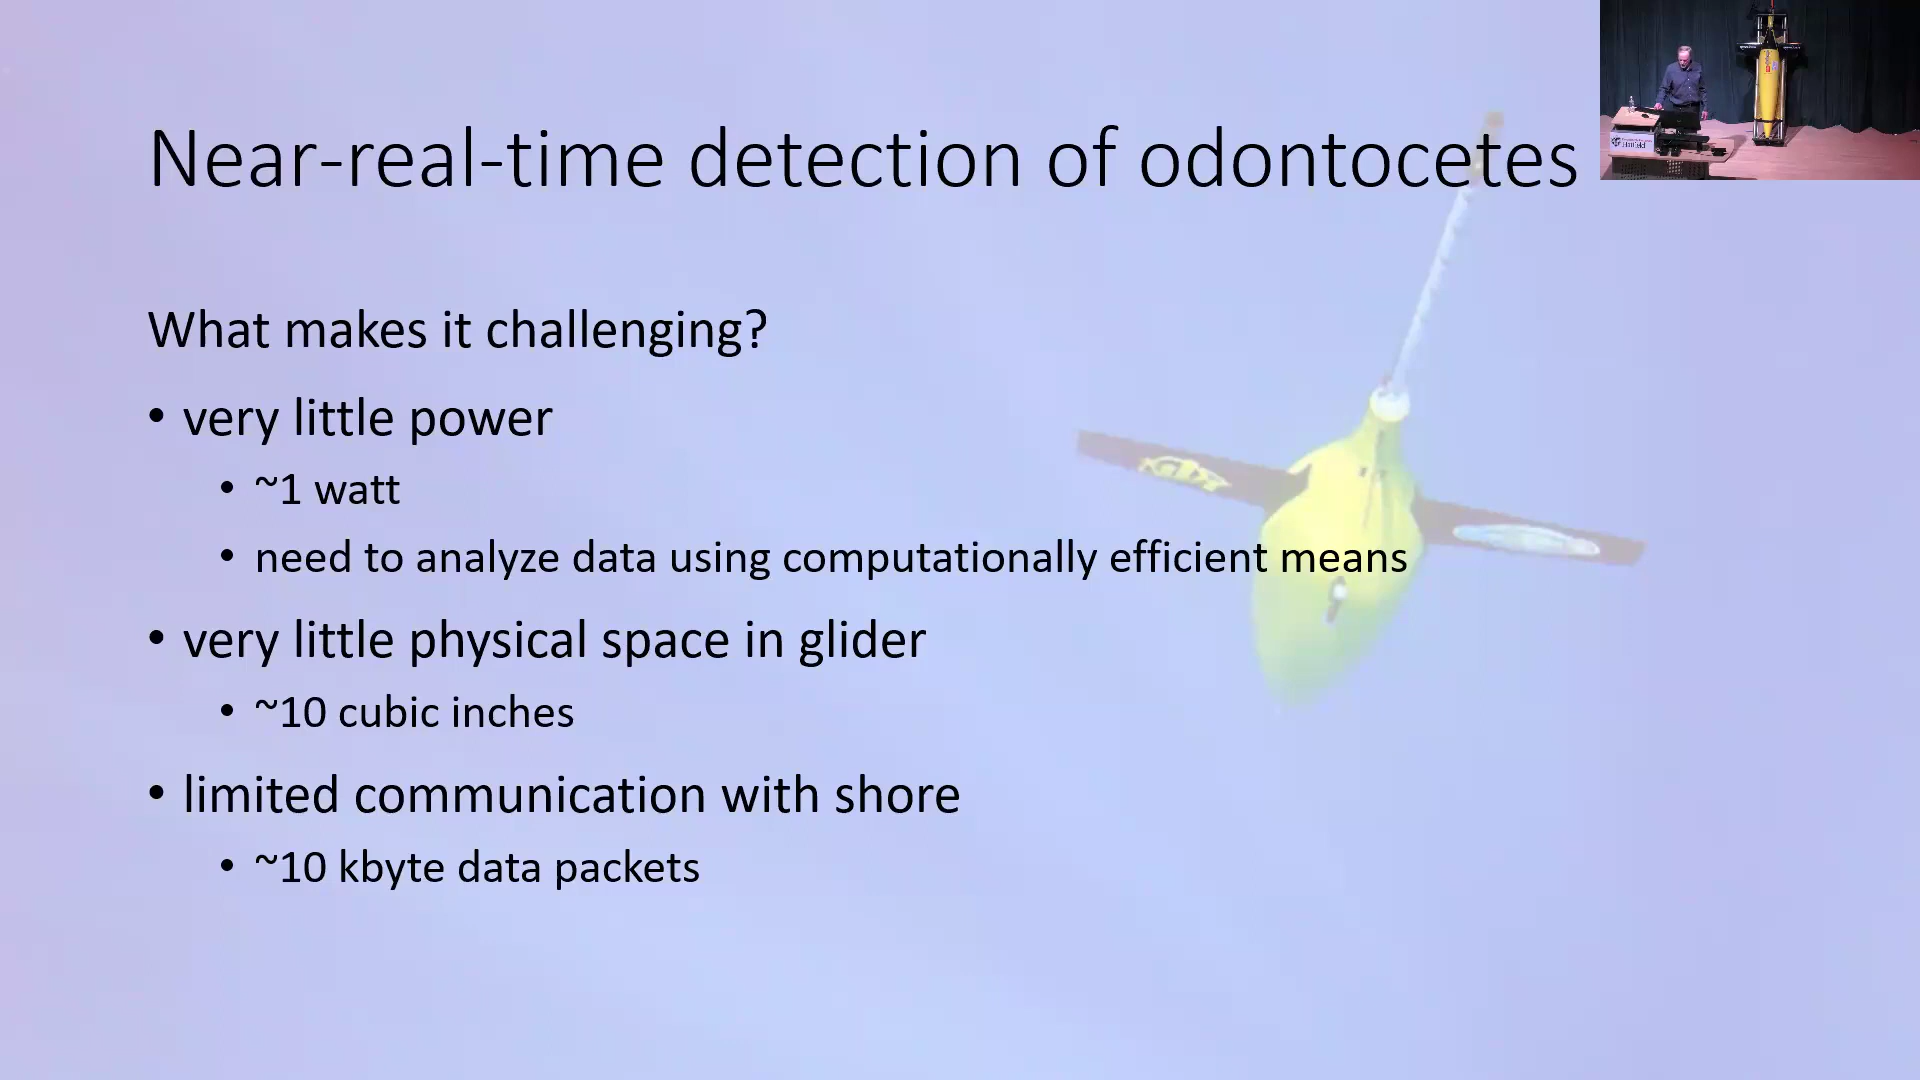 Near-real-time detection of odontocetes
What makes it challenging?
• very little power
• ~1 watt
• need to analyze data using computationally efficient means
• very little physical space in glider
• ~10 cubic inches
• limited communication with shore
• ~10 kbyte data packets